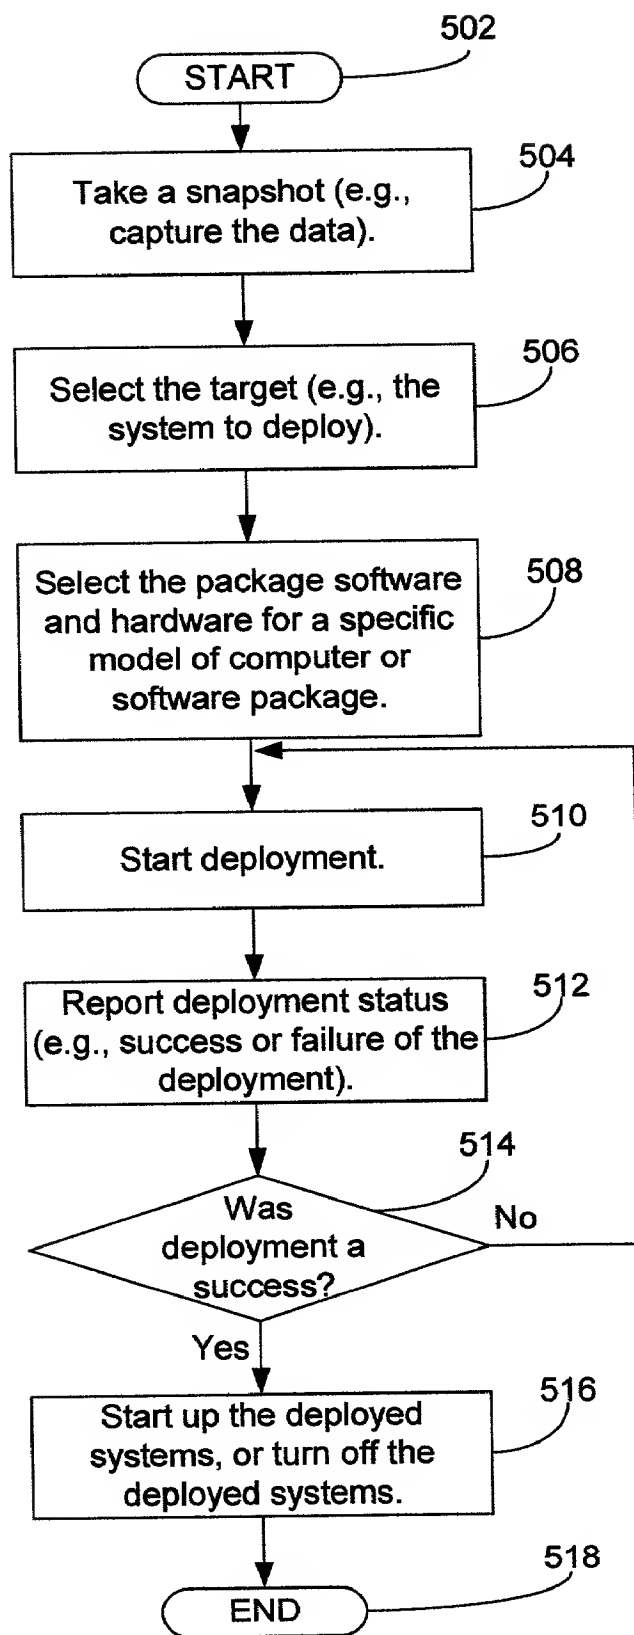 502
START
504
Take a snapshot (e.g.,
capture the data).
506
Select the target (e.g., the
system to deploy).
508
Select the package software
and hardware for a specific
model of computer or
software package.
510
Start deployment.
512
Report deployment status
(e.g., success or failure of the
deployment).
514
Was
deployment a
success?
No
Yes
516
Start up the deployed
systems, or turn off the
deployed systems.
518
END